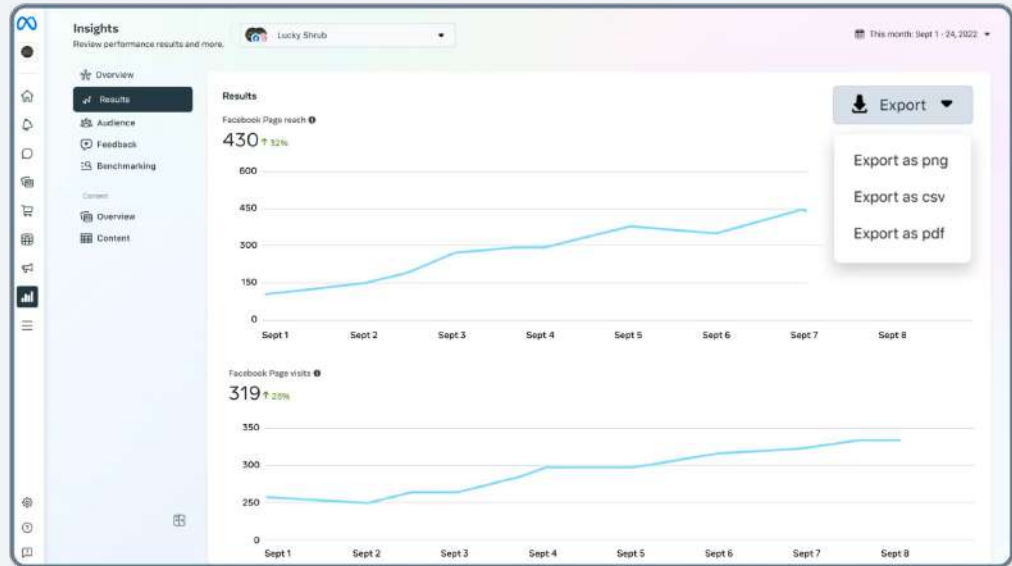 Insights
Review performance results and more.
Lucky Shrub
This month: Sept 1 - 24, 2022
Overview
Results
Audience
Feedback
Benchmarking
Content
Overview
Content
Results
Export
Facebook Page reach
430 ↑ 32%
Export as png
Export as csv
Export as pdf
600
450
300
150
0
Sept 1 Sept 2 Sept 3 Sept 4 Sept 5 Sept 6 Sept 7 Sept 8
Facebook Page visits
319 ↑ 28%
350
300
250
0
Sept 1 Sept 2 Sept 3 Sept 4 Sept 5 Sept 6 Sept 7 Sept 8